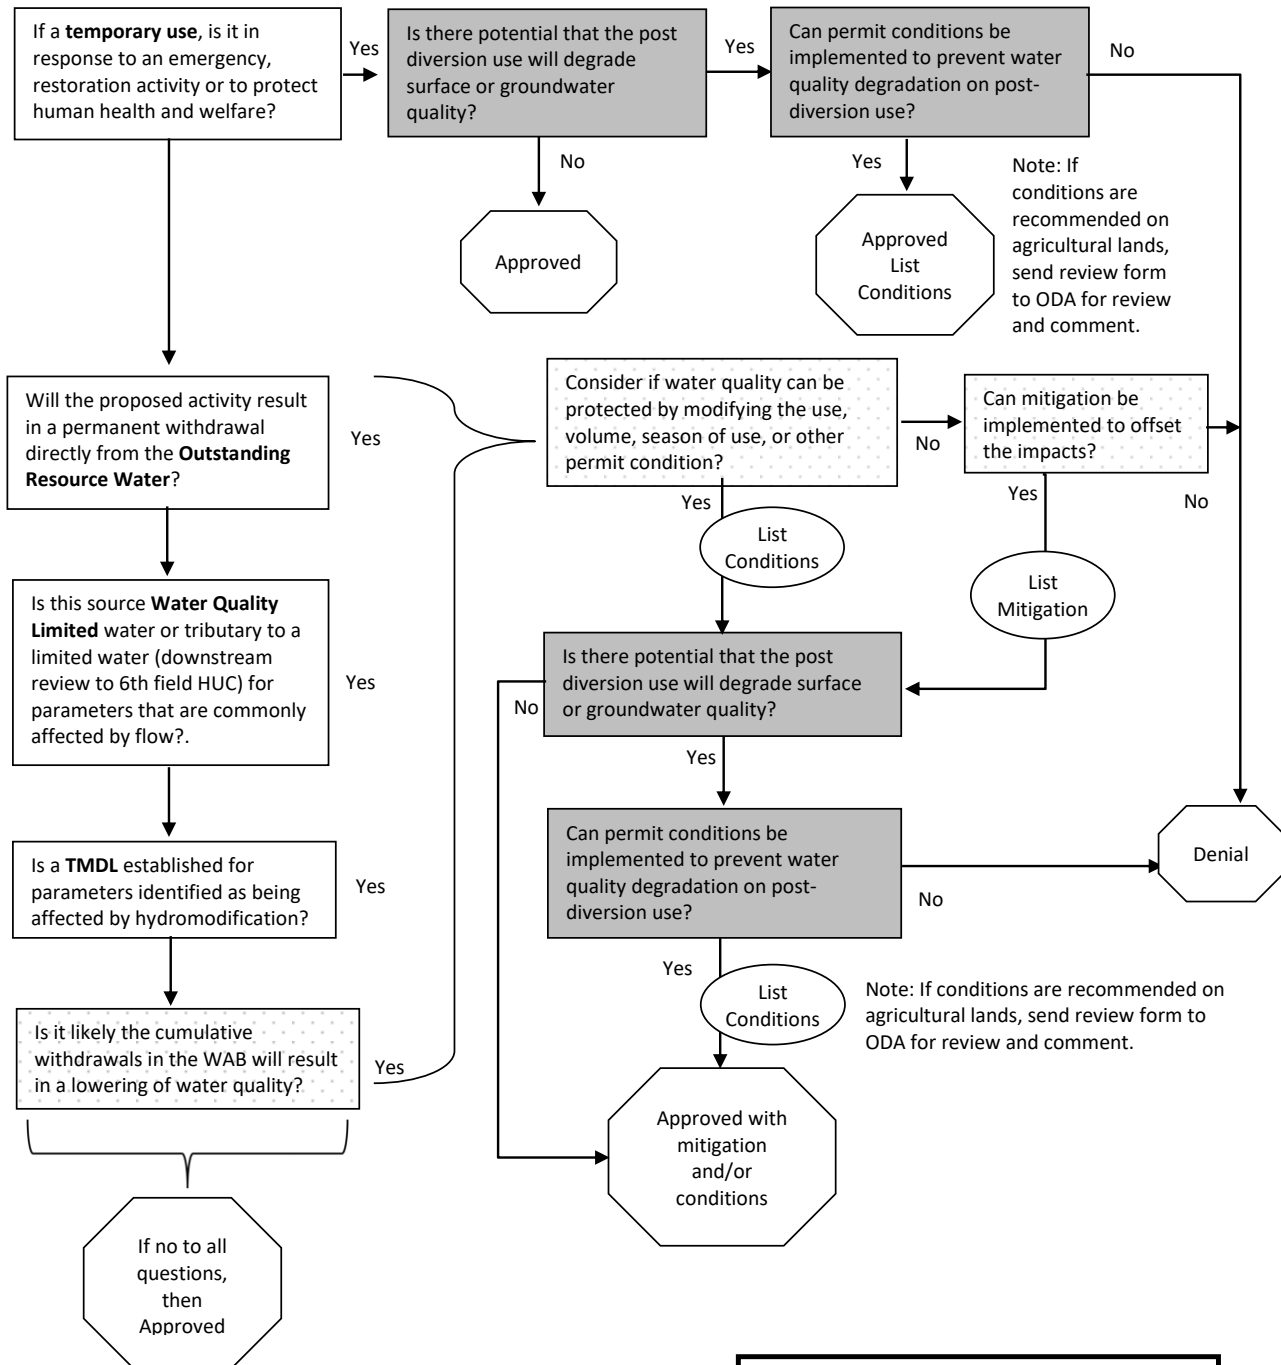 If a temporary use, is it in
response to an emergency,
restoration activity or to protect
human health and welfare?
Yes
Is there potential that the post
diversion use will degrade
surface or groundwater
quality?
Yes
Can permit conditions be
implemented to prevent water
quality degradation on post-
diversion use?
No
No
Approved
Yes
Approved
List
Conditions
Note: If
conditions are
recommended on
agricultural lands,
send review form
to ODA for review
and comment.
Will the proposed activity result
in a permanent withdrawal
directly from the Outstanding
Resource Water?
Yes
Consider if water quality can be
protected by modifying the use,
volume, season of use, or other
permit condition?
No
Can mitigation be
implemented to offset
the impacts?
No
Yes
List
Conditions
Yes
List
Mitigation
Is this source Water Quality
Limited water or tributary to a
limited water (downstream
review to 6th field HUC) for
parameters that are commonly
affected by flow?.
Yes
Is there potential that the post
diversion use will degrade surface
or groundwater quality?
No
Yes
Is a TMDL established for
parameters identified as being
affected by hydromodification?
Yes
Can permit conditions be
implemented to prevent water
quality degradation on post-
diversion use?
No
Denial
Yes
List
Conditions
Note: If conditions are recommended on
agricultural lands, send review form to
ODA for review and comment.
Is it likely the cumulative
withdrawals in the WAB will result
in a lowering of water quality?
Yes
Approved with
mitigation
and/or
conditions
If no to all
questions,
then
Approved